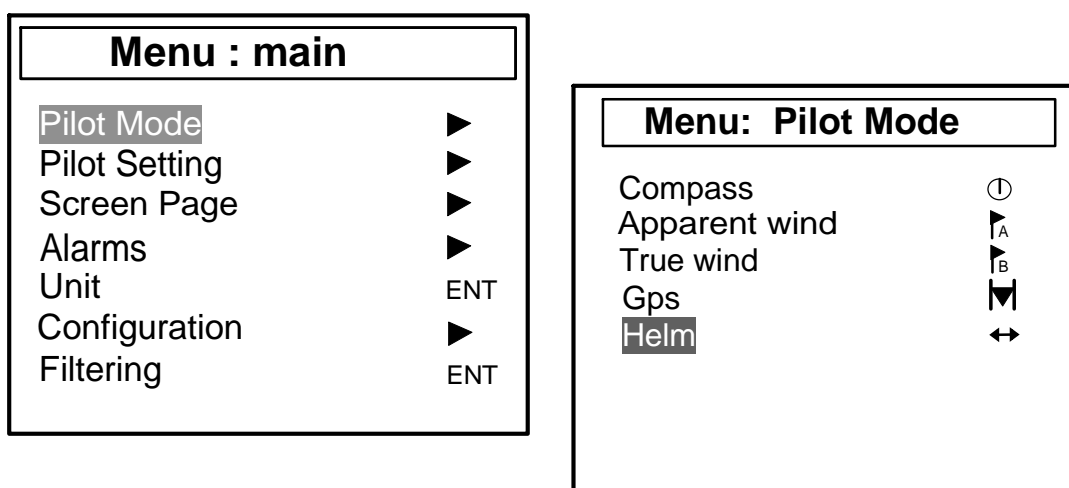 Menu : main
Pilot Mode
Pilot Setting
Screen Page
Alarms
Unit ENT
Configuration
Filtering ENT
Menu: Pilot Mode
Compass
Apparent wind A
True wind B
Gps
Helm